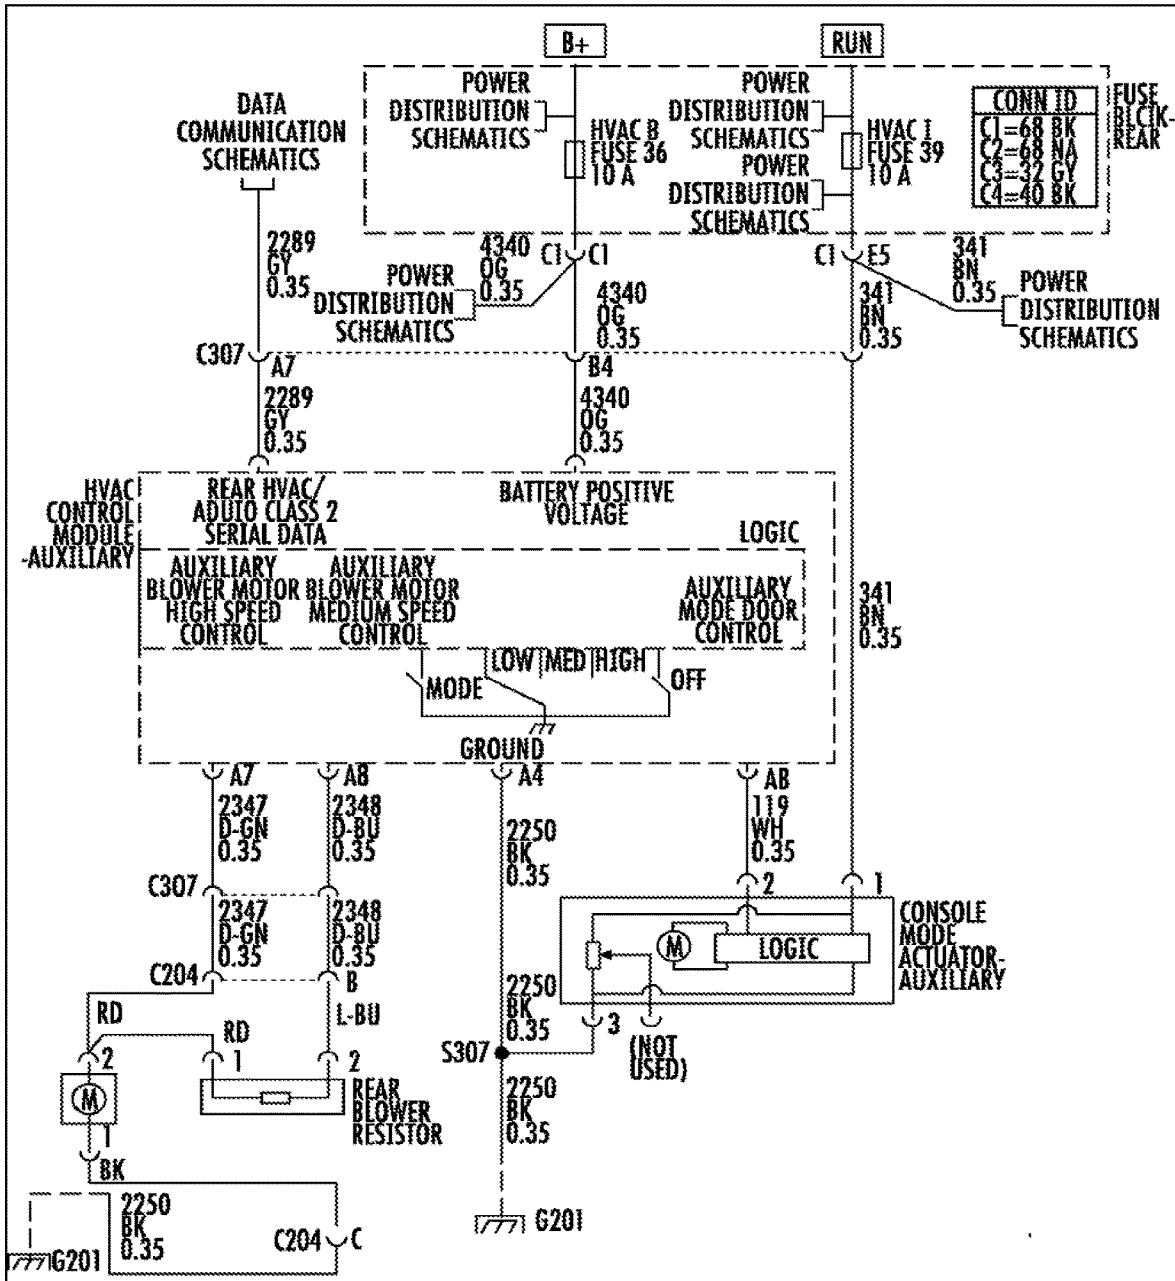 B+
RUN
DATA
COMMUNICATION
SCHEMATICS
POWER
DISTRIBUTION
SCHEMATICS
HVAC B
FUSE 36
10 A
POWER
DISTRIBUTION
SCHEMATICS
POWER
DISTRIBUTION
SCHEMATICS
HVAC I
FUSE 39
10 A
CONN ID
C1=68 BK
C2=68 NA
C3=32 GY
C4=40 BK
FUSE
BLClK-
REAR
2289
GY
0.35
POWER
DISTRIBUTION
SCHEMATICS
4340
OG
0.35
C1
C1
4340
OG
0.35
C1
E5
341
BN
0.35
341
BN
0.35
POWER
DISTRIBUTION
SCHEMATICS
C307
A7
B4
2289
GY
0.35
4340
OG
0.35
HVAC
CONTROL
MODULE
-AUXILIARY
REAR HVAC/
ADUIO CLASS 2
SERIAL DATA
BATTERY POSITIVE
VOLTAGE
LOGIC
AUXILIARY
BLOWER MOTOR
HIGH SPEED
CONTROL
AUXILIARY
BLOWER MOTOR
MEDIUM SPEED
CONTROL
AUXILIARY
MODE DOOR
CONTROL
341
BN
0.35
MODE
LOW
MED
HIGH
OFF
GROUND
A7
A8
A4
AB
2347
D-GN
0.35
2348
D-BU
0.35
2250
BK
0.35
119
WH
0.35
C307
2
1
2347
D-GN
0.35
2348
D-BU
0.35
M
LOGIC
CONSOLE
MODE
ACTUATOR-
AUXILIARY
C204
B
RD
L-BU
2250
BK
0.35
3
(NOT
USED)
RD
S307
2
1
2
M
REAR
BLOWER
RESISTOR
2250
BK
0.35
1
BK
2250
BK
0.35
C204
C
G201
G201